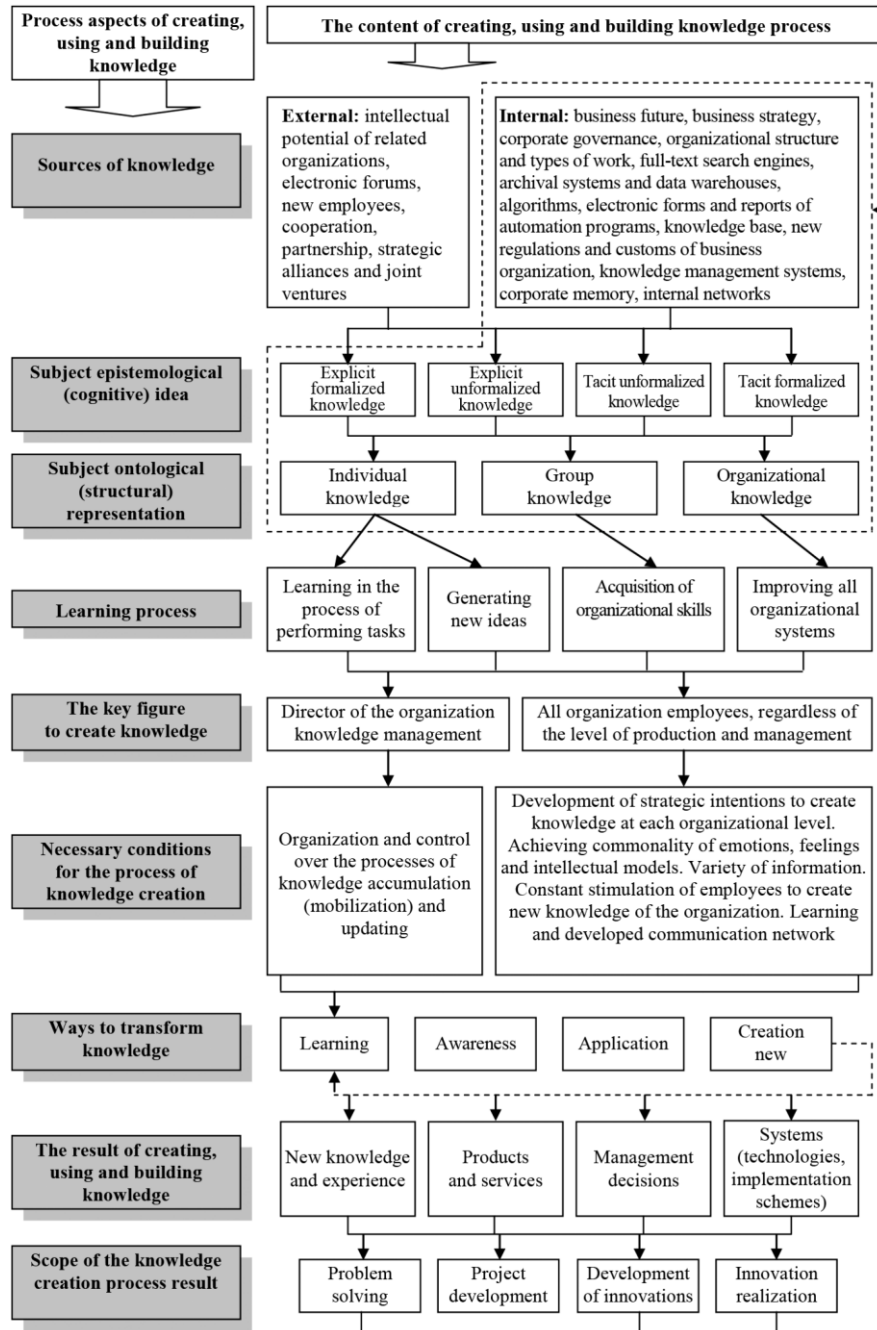 Process aspects of creating,
using and building
knowledge
The content of creating, using and building knowledge process
Sources of knowledge
External: intellectual
potential of related
organizations,
electronic forums,
new employees,
cooperation,
partnership, strategic
alliances and joint
ventures
Internal: business future, business strategy,
corporate governance, organizational structure
and types of work, full-text search engines,
archival systems and data warehouses,
algorithms, electronic forms and reports of
automation programs, knowledge base, new
regulations and customs of business
organization, knowledge management systems,
corporate memory, internal networks
Subject epistemological
(cognitive) idea
Explicit
formalized
knowledge
Explicit
unformalized
knowledge
Tacit unformalized
knowledge
Tacit formalized
knowledge
Subject ontological
(structural)
representation
Individual
knowledge
Group
knowledge
Organizational
knowledge
Learning process
Learning in the
process of
performing tasks
Generating
new ideas
Acquisition of
organizational skills
Improving all
organizational
systems
The key figure
to create knowledge
Director of the organization
knowledge management
All organization employees, regardless of
the level of production and management
Necessary conditions
for the process of
knowledge creation
Organization and control
over the processes of
knowledge accumulation
(mobilization) and
updating
Development of strategic intentions to create
knowledge at each organizational level.
Achieving commonality of emotions, feelings
and intellectual models. Variety of information.
Constant stimulation of employees to create
new knowledge of the organization. Learning
and developed communication network
Ways to transform
knowledge
Learning
Awareness
Application
Creation
new
The result of creating,
using and building
knowledge
New knowledge
and experience
Products
and services
Management
decisions
Systems
(technologies,
implementation
schemes)
Scope of the knowledge
creation process result
Problem
solving
Project
development
Development
of innovations
Innovation
realization